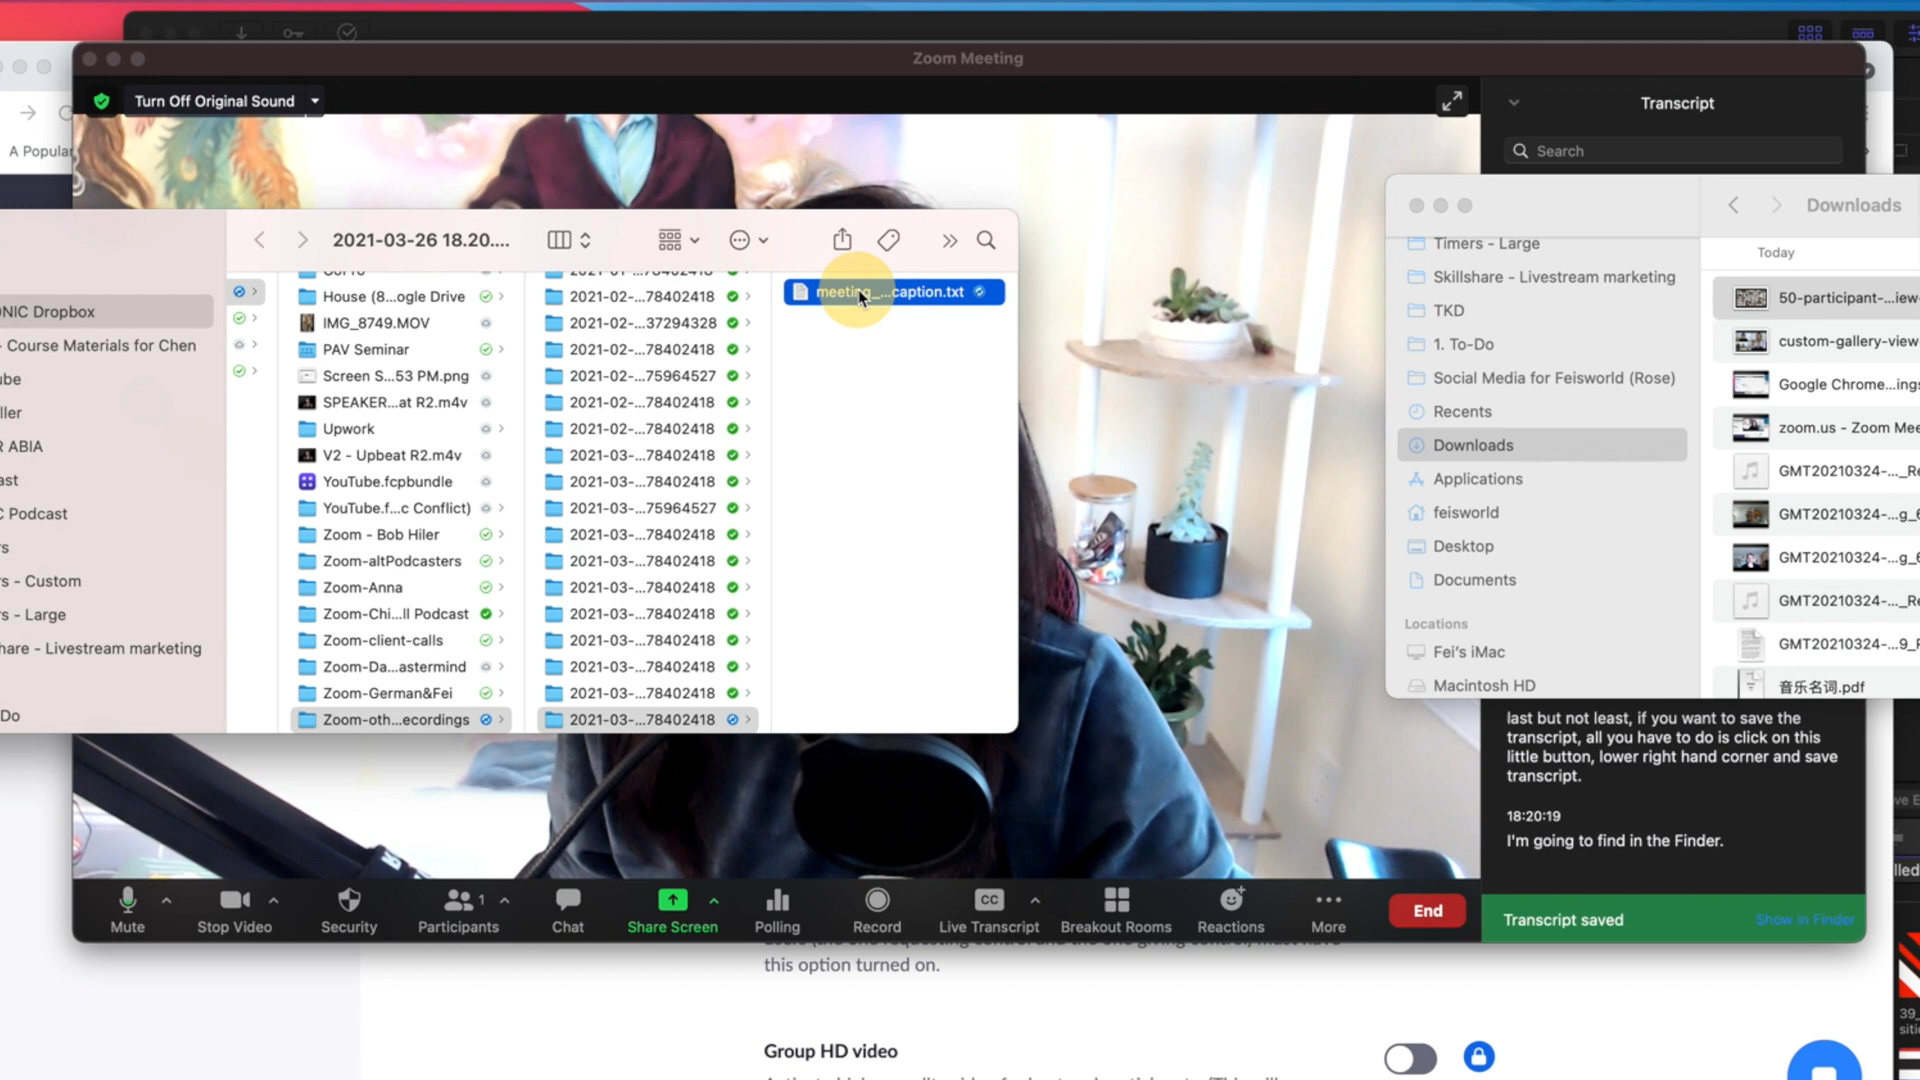 Zoom Meeting
Turn Off Original Sound
Transcript
Search
A Popular
2021-03-26 18.20....
Downloads
Today
NIC Dropbox
- Course Materials for Chen
ube
ller
R ABIA
ast
C Podcast
rs
s - Custom
s - Large
hare - Livestream marketing
Do
House (8...ogle Drive
IMG_8749.MOV
PAV Seminar
Screen S...53 PM.png
SPEAKER...at R2.m4v
Upwork
V2 - Upbeat R2.m4v
YouTube.fcpbundle
YouTube.f...c Conflict)
Zoom - Bob Hiler
Zoom-altPodcasters
Zoom-Anna
Zoom-Chi...ll Podcast
Zoom-client-calls
Zoom-Da...astermind
Zoom-German&Fei
Zoom-oth...ecordings
2021-01-...78402418
2021-02-...78402418
2021-02-...37294328
2021-02-...78402418
2021-02-...75964527
2021-02-...78402418
2021-02-...78402418
2021-03-...78402418
2021-03-...78402418
2021-03-...75964527
2021-03-...78402418
2021-03-...78402418
2021-03-...78402418
2021-03-...78402418
2021-03-...78402418
2021-03-...78402418
2021-03-...78402418
2021-03-...78402418
meeting_...caption.txt
Timers - Large
Skillshare - Livestream marketing
TKD
1. To-Do
Social Media for Feisworld (Rose)
Recents
Downloads
Applications
feisworld
Desktop
Documents
Locations
Fei's iMac
Macintosh HD
50-participant-...iew
custom-gallery-view
Google Chrome...ings
zoom.us - Zoom Mee
GMT20210324-..._Re
GMT20210324-...g_6
GMT20210324-...g_6
GMT20210324-..._Re
GMT20210324-...9_F
音乐名词.pdf
last but not least, if you want to save the
transcript, all you have to do is click on this
little button, lower right hand corner and save
transcript.
18:20:19
I'm going to find in the Finder.
Transcript saved
Show in Finder
Mute
Stop Video
Security
1
Participants
Chat
Share Screen
Polling
Record
CC
Live Transcript
Breakout Rooms
Reactions
More
End
this option turned on.
Group HD video